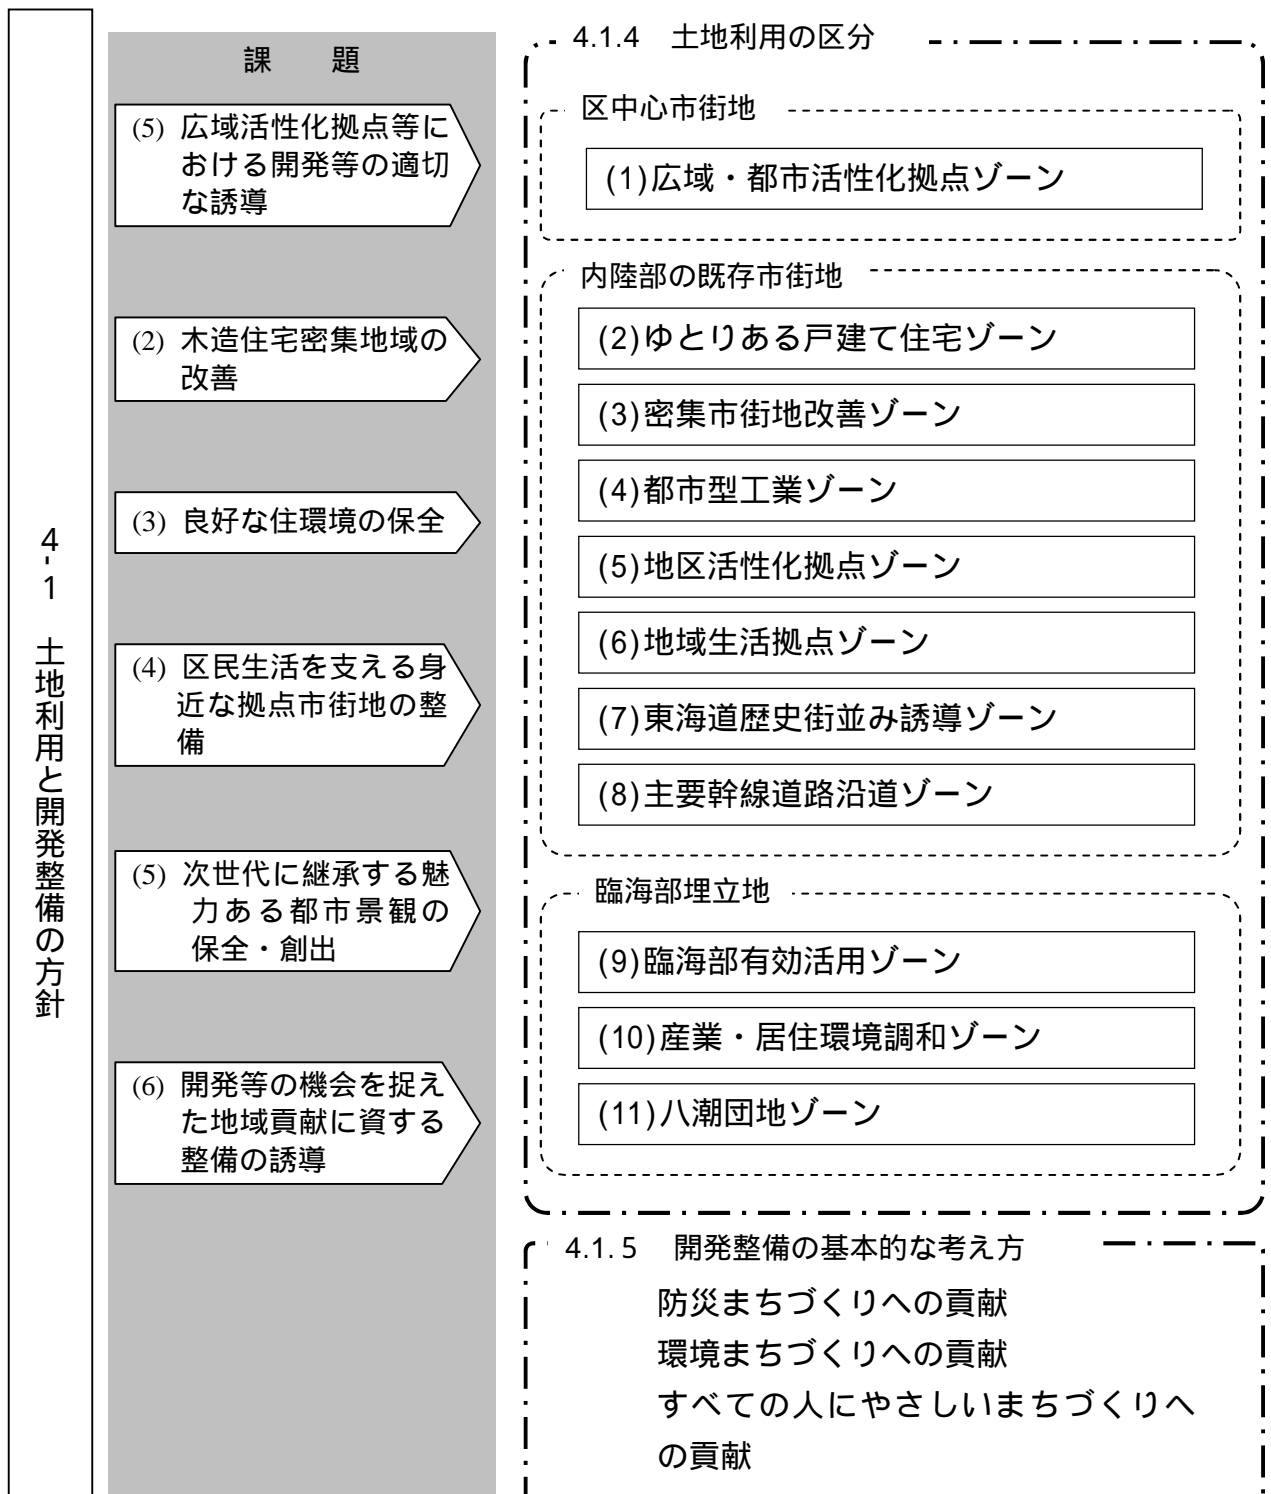 4-1 土地利用と開発整備の方針
課 題
(5) 広域活性化拠点等に
おける開発等の適切
な誘導
(2) 木造住宅密集地域の
改善
(3) 良好な住環境の保全
(4) 区民生活を支える身
近な拠点市街地の整
備
(5) 次世代に継承する魅
力ある都市景観の
保全・創出
(6) 開発等の機会を捉え
た地域貢献に資する
整備の誘導
4.1.4 土地利用の区分
区中心市街地
(1)広域・都市活性化拠点ゾーン
内陸部の既存市街地
(2)ゆとりある戸建て住宅ゾーン
(3)密集市街地改善ゾーン
(4)都市型工業ゾーン
(5)地区活性化拠点ゾーン
(6)地域生活拠点ゾーン
(7)東海道歴史街並み誘導ゾーン
(8)主要幹線道路沿道ゾーン
臨海部埋立地
(9)臨海部有効活用ゾーン
(10)産業・居住環境調和ゾーン
(11)八潮団地ゾーン
4.1.5 開発整備の基本的な考え方
防災まちづくりへの貢献
環境まちづくりへの貢献
すべての人にやさしいまちづくりへ
の貢献